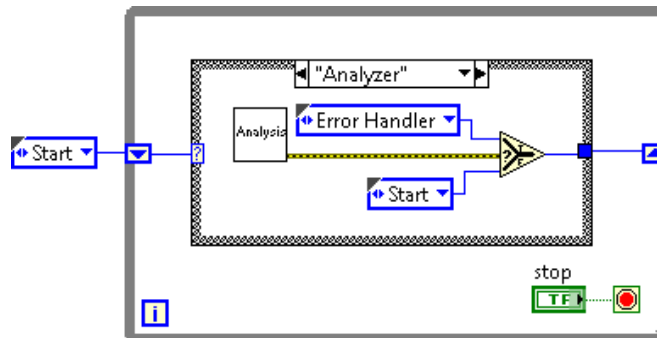 "Analyzer"
Error Handler
Analysis
Start
?
?
T
F
Start
stop
TF
i